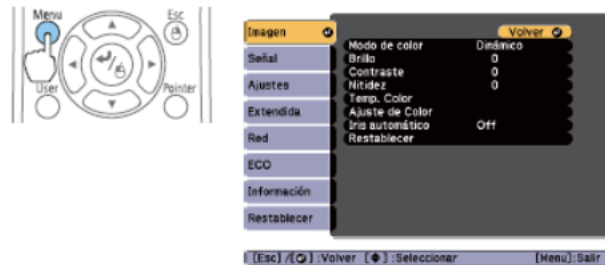 Menu
Esc
User
Pointer
Imagen
Señal
Ajustes
Extendida
Red
ECO
Información
Restablecer
Volver
Modo de color Dinámico
Brillo 0
Contraste 0
Nitidez 0
Temp. Color
Ajuste de Color
Iris automático Off
Restablecer
[Esc] /[ ] :Volver [ ] :Seleccionar [Menu]:Salir